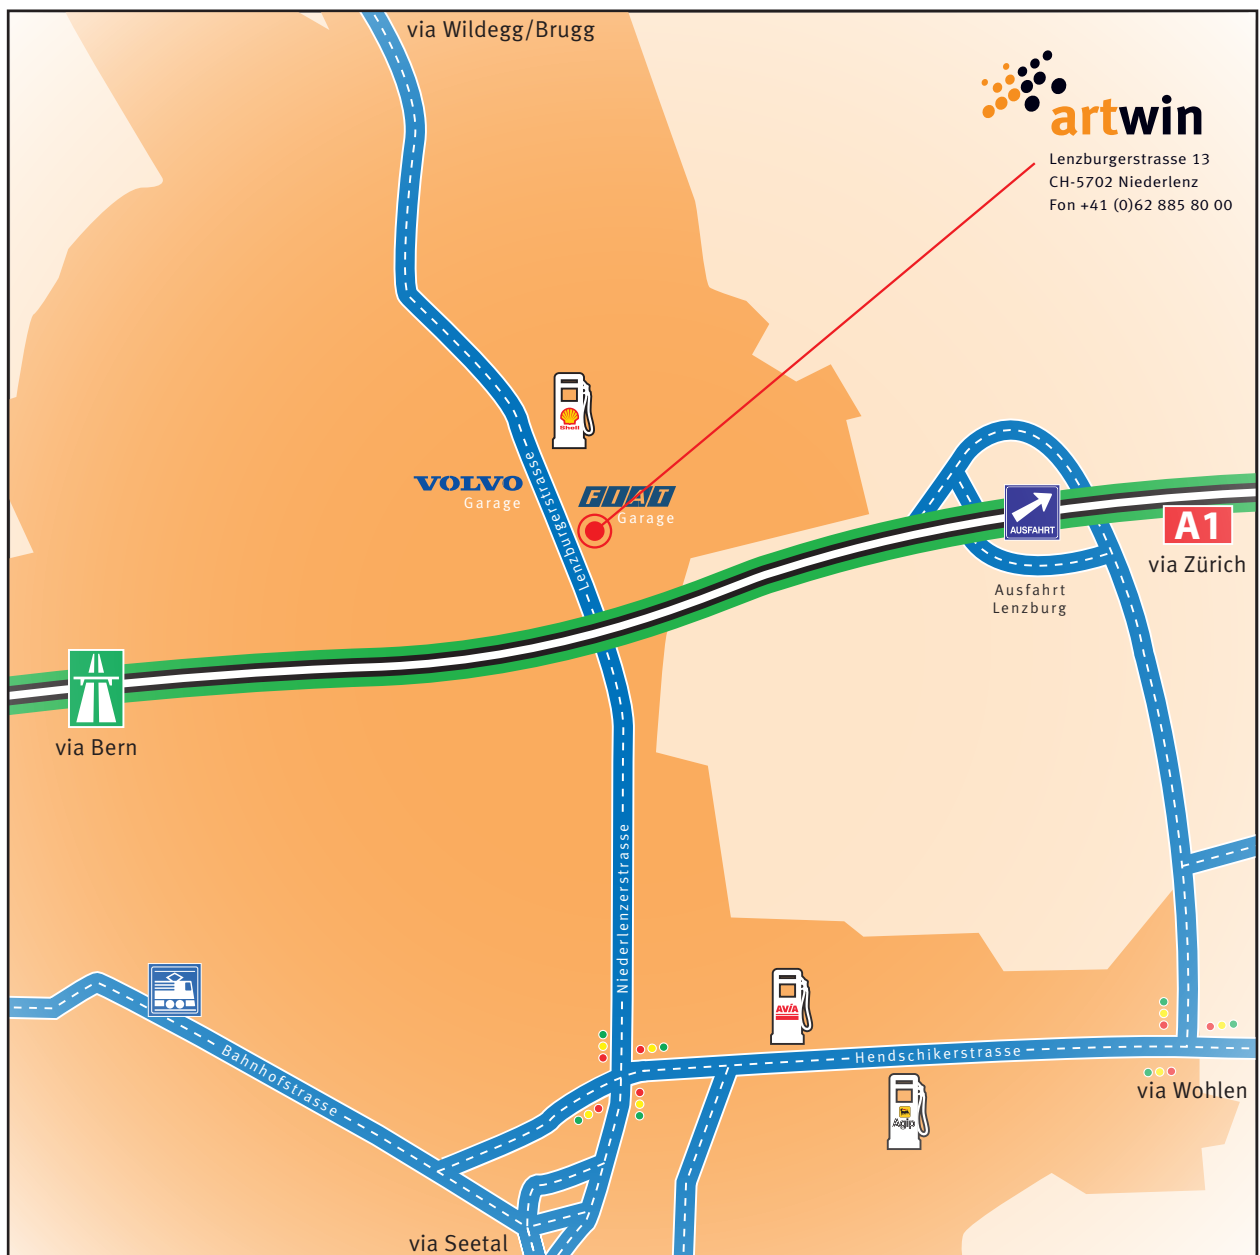 via Wildegg/Brugg
artwin
Lenzburgerstrasse 13
CH-5702 Niederlenz
Fon +41 (0)62 885 80 00
Shell
VOLVO
Garage
Lenzburgerstrasse
FIAT
Garage
AUSFAHRT
A1
via Zürich
Ausfahrt
Lenzburg
via Bern
Niederlenzerstrasse
AVIA
Bahnhofstrasse
Hendschikerstrasse
via Wohlen
Agip
via Seetal